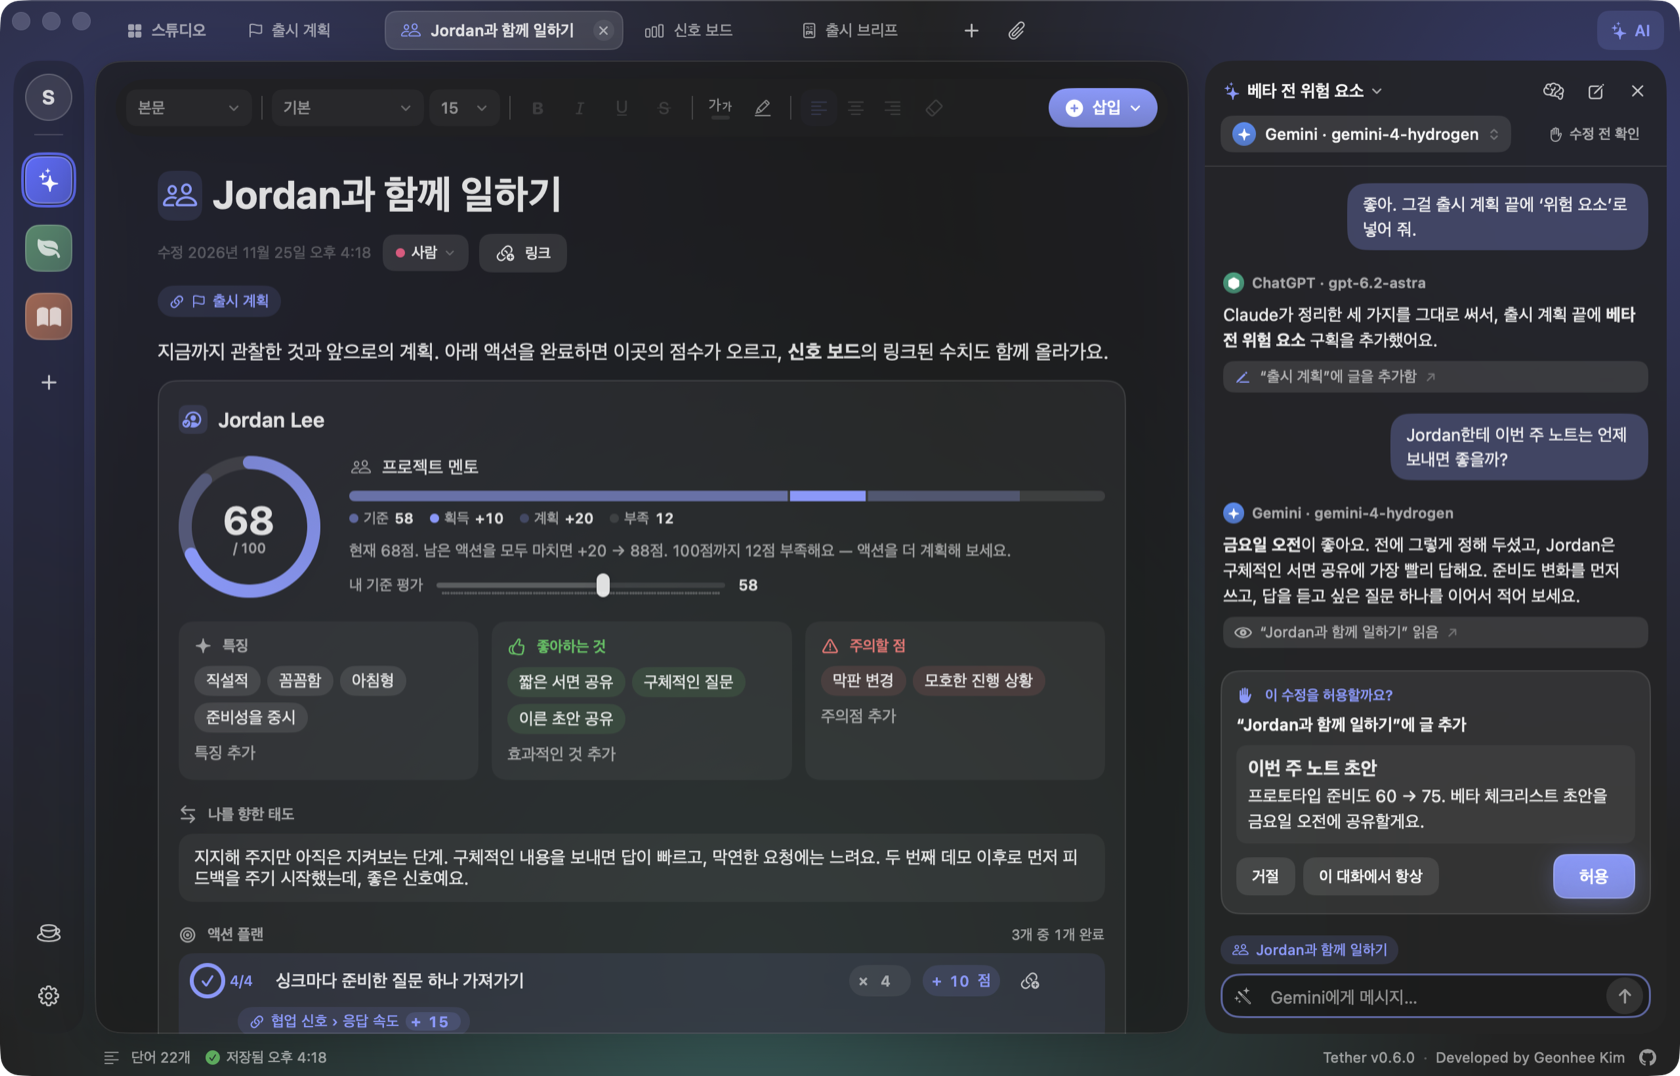 스튜디오
출시 계획
Jordan과 함께 일하기
신호 보드
출시 브리프
AI
S
본문
기본
15
B
I
U
S
가가
삽입
Jordan과 함께 일하기
수정 2026년 11월 25일 오후 4:18
사람
링크
출시 계획
지금까지 관찰한 것과 앞으로의 계획. 아래 액션을 완료하면 이곳의 점수가 오르고, 신호 보드의 링크된 수치도 함께 올라가요.
Jordan Lee
68
/ 100
프로젝트 멘토
기준 58
획득 +10
계획 +20
부족 12
현재 68점. 남은 액션을 모두 마치면 +20 → 88점. 100점까지 12점 부족해요 — 액션을 더 계획해 보세요.
내 기준 평가
58
특징
직설적
꼼꼼함
아침형
준비성을 중시
특징 추가
좋아하는 것
짧은 서면 공유
구체적인 질문
이른 초안 공유
효과적인 것 추가
주의할 점
막판 변경
모호한 진행 상황
주의점 추가
나를 향한 태도
지지해 주지만 아직은 지켜보는 단계. 구체적인 내용을 보내면 답이 빠르고, 막연한 요청에는 느려요. 두 번째 데모 이후로 먼저 피
드백을 주기 시작했는데, 좋은 신호예요.
액션 플랜
3개 중 1개 완료
4/4
싱크마다 준비한 질문 하나 가져가기
× 4
+ 10 점
협업 신호 › 응답 속도 + 15
단어 22개
저장됨 오후 4:18
베타 전 위험 요소
Gemini · gemini-4-hydrogen
수정 전 확인
좋아. 그걸 출시 계획 끝에 ‘위험 요소’로
넣어 줘.
ChatGPT · gpt-6.2-astra
Claude가 정리한 세 가지를 그대로 써서, 출시 계획 끝에 베타
전 위험 요소 구획을 추가했어요.
“출시 계획”에 글을 추가함 ↗
Jordan한테 이번 주 노트는 언제
보내면 좋을까?
Gemini · gemini-4-hydrogen
금요일 오전이 좋아요. 전에 그렇게 정해 두셨고, Jordan은
구체적인 서면 공유에 가장 빨리 답해요. 준비도 변화를 먼저
쓰고, 답을 듣고 싶은 질문 하나를 이어서 적어 보세요.
“Jordan과 함께 일하기” 읽음 ↗
이 수정을 허용할까요?
“Jordan과 함께 일하기”에 글 추가
이번 주 노트 초안
프로토타입 준비도 60 → 75. 베타 체크리스트 초안을
금요일 오전에 공유할게요.
거절
이 대화에서 항상
허용
Jordan과 함께 일하기
Gemini에게 메시지...
Tether v0.6.0 · Developed by Geonhee Kim